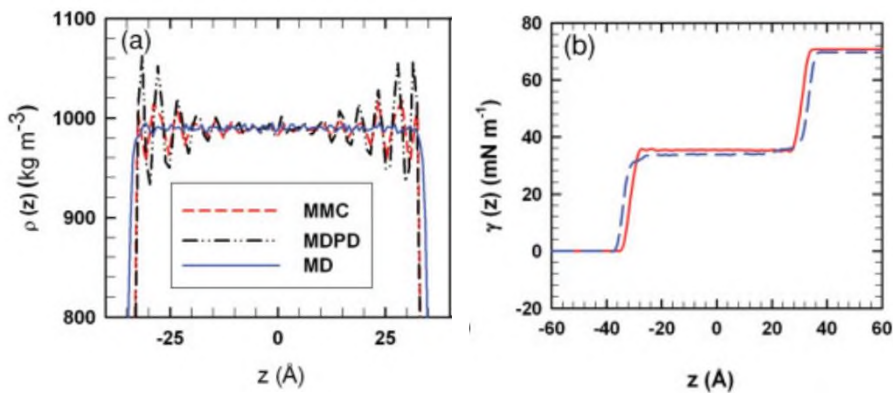 (a)
ρ (z) (kg m⁻³)
1100
1000
900
800
MMC
MDPD
MD
-25
0
25
z (Å)
(b)
γ (z) (mN m⁻¹)
80
60
40
20
0
-20
-60
-40
-20
0
20
40
60
z (Å)